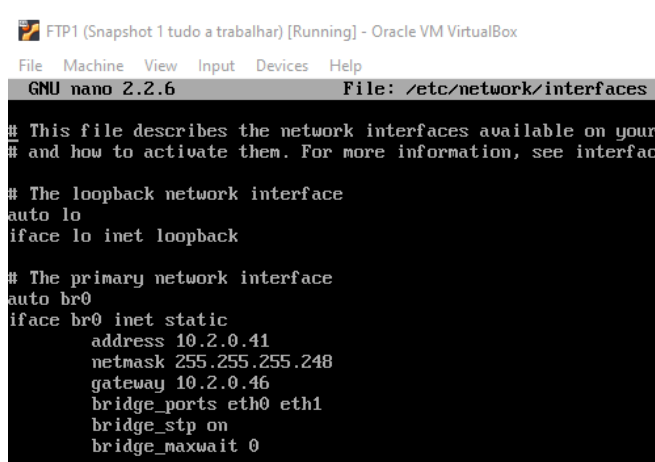 FTP1 (Snapshot 1 tudo a trabalhar) [Running] - Oracle VM VirtualBox
File Machine View Input Devices Help
GNU nano 2.2.6 File: /etc/network/interfaces
# This file describes the network interfaces available on your
# and how to activate them. For more information, see interfac
# The loopback network interface
auto lo
iface lo inet loopback
# The primary network interface
auto br0
iface br0 inet static
address 10.2.0.41
netmask 255.255.255.248
gateway 10.2.0.46
bridge_ports eth0 eth1
bridge_stp on
bridge_maxwait 0